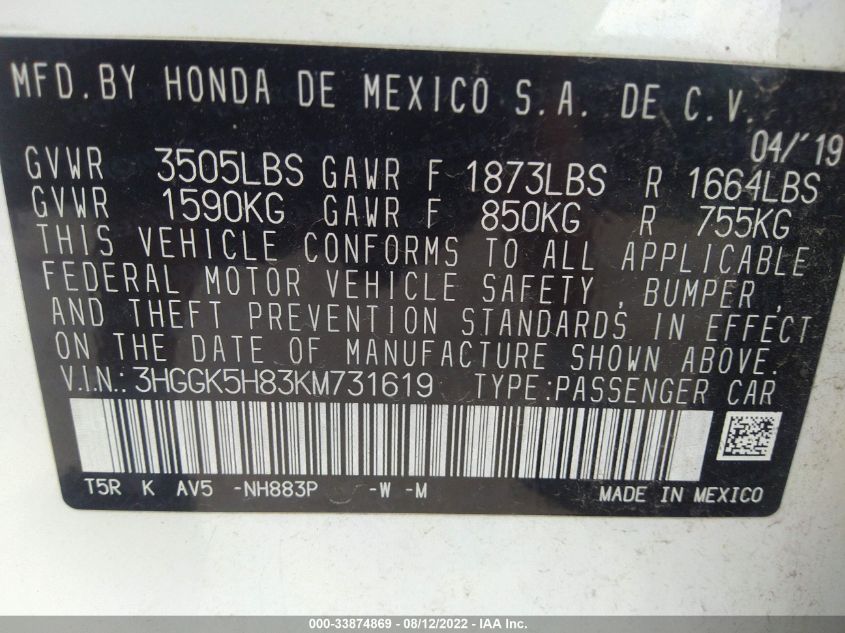 MFD.BY HONDA DE MEXICO S.A. DE C.V.
04/'19
GVWR 3505LBS GAWR F 1873LBS R 1664LBS
GVWR 1590KG GAWR F 850KG R 755KG
THIS VEHICLE CONFORMS TO ALL APPLICABLE
FEDERAL MOTOR VEHICLE SAFETY , BUMPER ,
AND THEFT PREVENTION STANDARDS IN EFFECT
ON THE DATE OF MANUFACTURE SHOWN ABOVE.
V.I.N.: 3HGGK5H83KM731619 TYPE:PASSENGER CAR
T5R K AV5 -NH883P -W -M MADE IN MEXICO
000-33874869 - 08/12/2022 - IAA Inc.